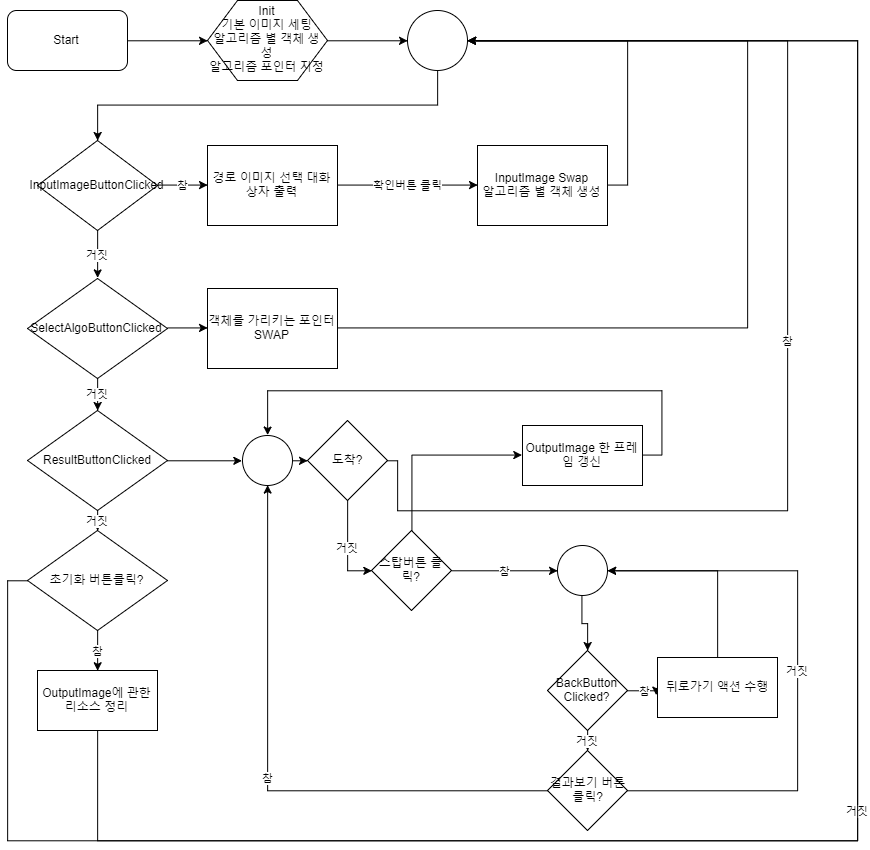 Start
Init
기본 이미지 세팅
알고리즘 별 객체 생
성
알고리즘 포인터 지정
InputImageButtonClicked
참
경로 이미지 선택 대화
상자 출력
확인버튼 클릭
InputImage Swap
알고리즘 별 객체 생성
거짓
SelectAlgoButtonClicked
객체를 가리키는 포인터
SWAP
참
거짓
ResultButtonClicked
도착?
OutputImage 한 프레
임 갱신
거짓
거짓
초기화 버튼클릭?
스탑버튼 클
릭?
참
참
OutputImage에 관한
리소스 정리
BackButton
Clicked?
참
뒤로가기 액션 수행
거짓
거짓
참
결과보기 버튼
클릭?
거짓